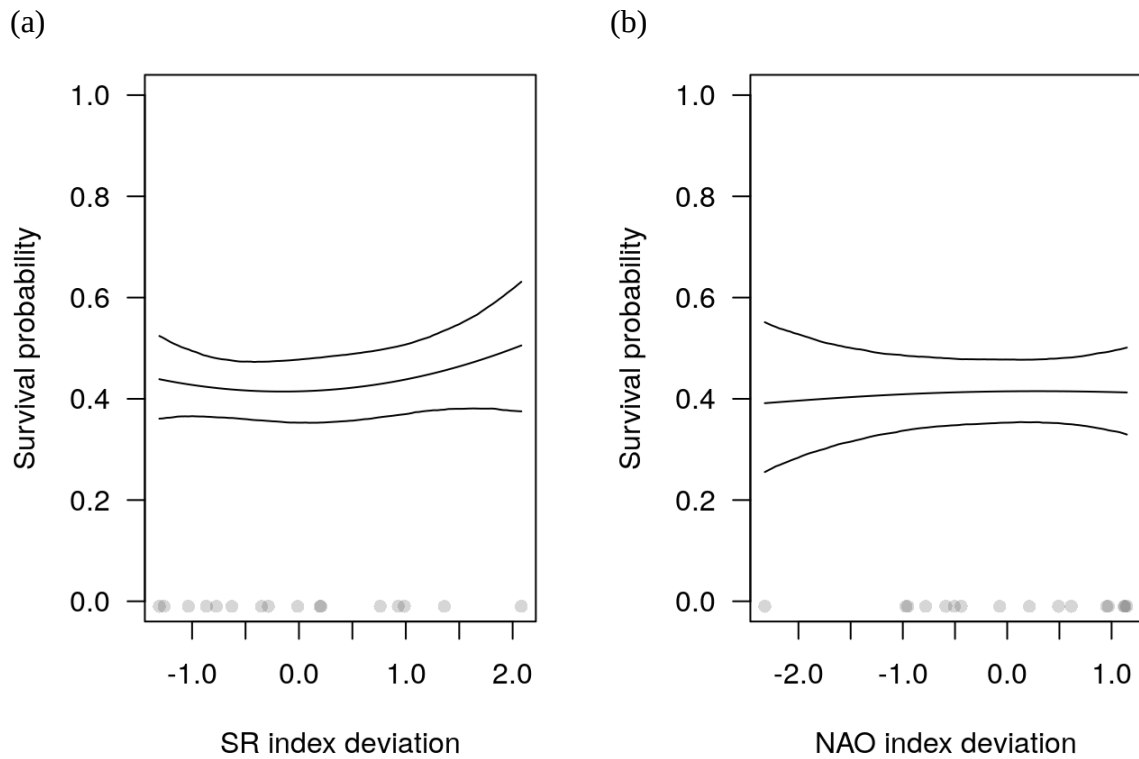 (a)
(b)
1.0
0.8
0.6
0.4
0.2
0.0
Survival probability
-1.0 0.0 1.0 2.0
SR index deviation
1.0
0.8
0.6
0.4
0.2
0.0
Survival probability
-2.0 -1.0 0.0 1.0
NAO index deviation